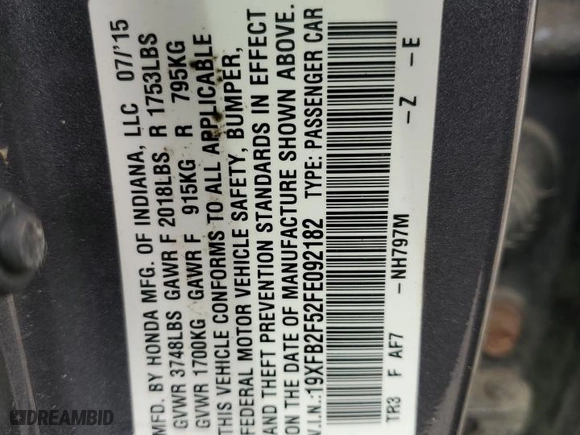 MFD. BY HONDA MFG. OF INDIANA, LLC 07/'15
GVWR 3748LBS GAWR F 2018LBS R 1753LBS
GVWR 1700KG GAWR F 915KG R 795KG
THIS VEHICLE CONFORMS TO ALL APPLICABLE
FEDERAL MOTOR VEHICLE SAFETY, BUMPER,
AND THEFT PREVENTION STANDARDS IN EFFECT
ON THE DATE OF MANUFACTURE SHOWN ABOVE.
V.I.N.:19XFB2F52FE092182 TYPE: PASSENGER CAR
TR3 F AF7 -NH797M -Z -E
DREAMBID